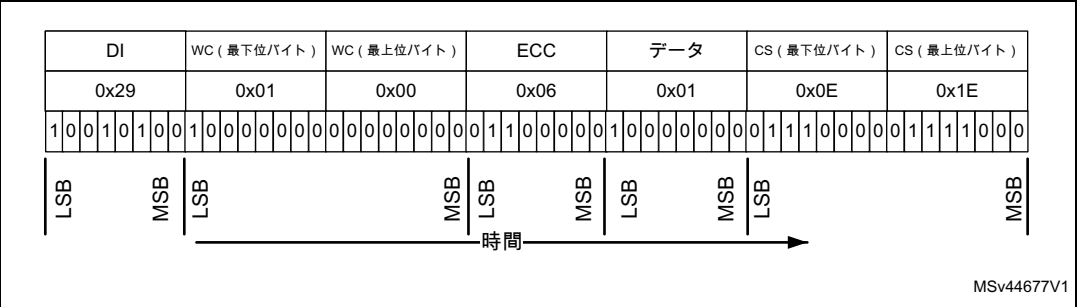 DI WC（最下位バイト） WC（最上位バイト） ECC データ CS（最下位バイト） CS（最上位バイト）
0x29 0x01 0x00 0x06 0x01 0x0E 0x1E
1 0 0 1 0 1 0 0 1 0 0 0 0 0 0 0 0 0 0 0 0 0 0 0 0 1 1 0 0 0 0 0 1 0 0 0 0 0 0 0 0 1 1 1 0 0 0 0 0 1 1 1 1 0 0 0
LSB MSB LSB MSB LSB MSB LSB MSB LSB MSB
時間
MSv44677V1